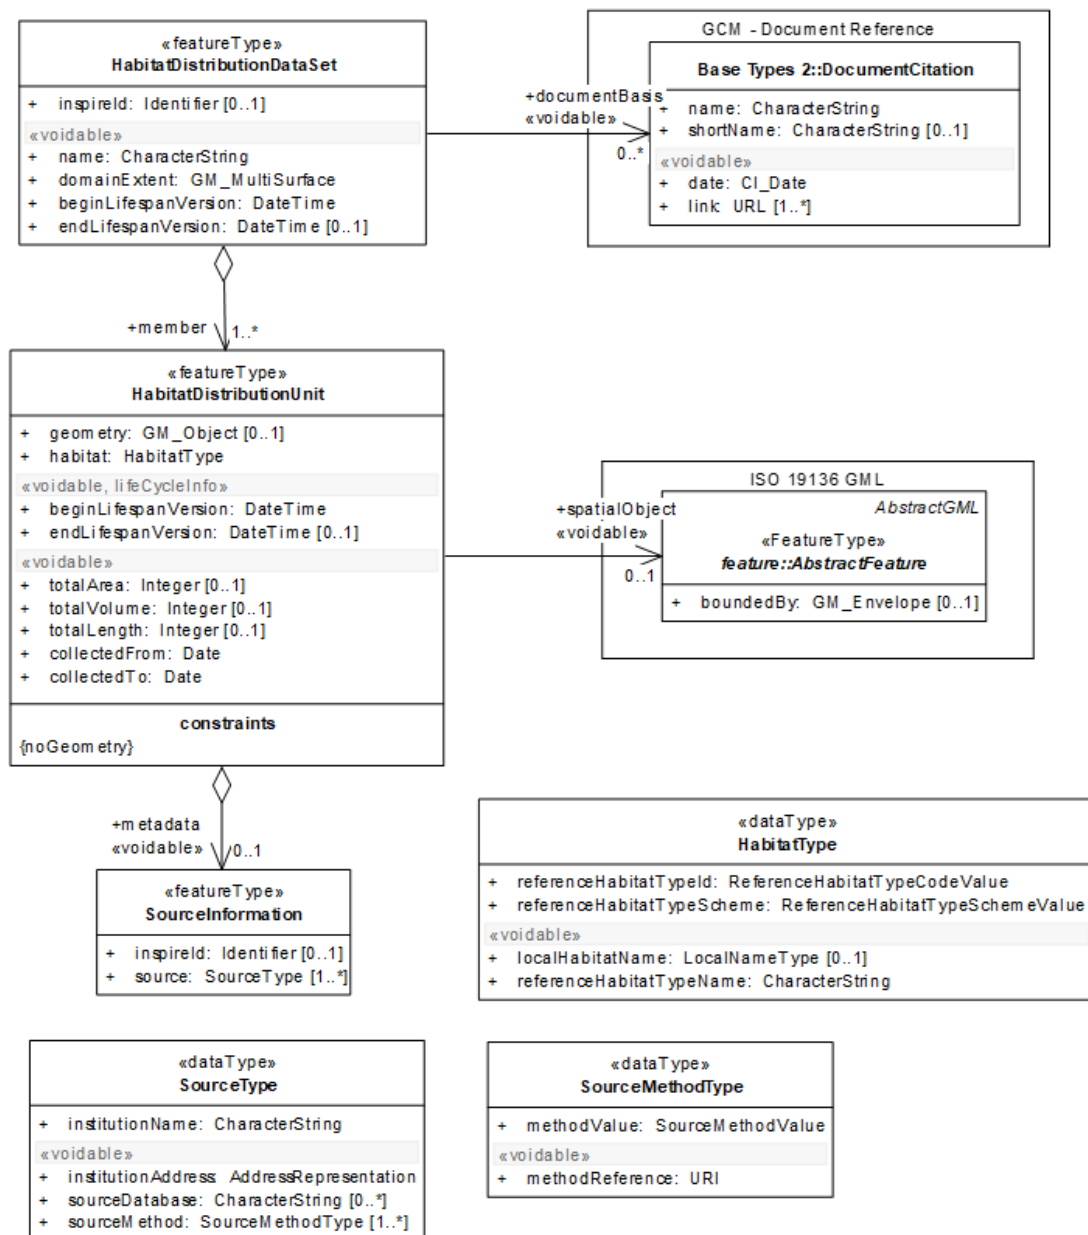 «featureType»
HabitatDistributionDataSet
+ inspireId: Identifier [0..1]
«voidable»
+ name: CharacterString
+ domainExtent: GM_MultiSurface
+ beginLifespanVersion: DateTime
+ endLifespanVersion: DateTime [0..1]
+documentBasis
«voidable»
0..*
GCM - Document Reference
Base Types 2::DocumentCitation
+ name: CharacterString
+ shortName: CharacterString [0..1]
«voidable»
+ date: CI_Date
+ link: URL [1..*]
+member
1..*
«featureType»
HabitatDistributionUnit
+ geometry: GM_Object [0..1]
+ habitat: HabitatType
«voidable, lifeCycleInfo»
+ beginLifespanVersion: DateTime
+ endLifespanVersion: DateTime [0..1]
«voidable»
+ totalArea: Integer [0..1]
+ totalVolume: Integer [0..1]
+ totalLength: Integer [0..1]
+ collectedFrom: Date
+ collectedTo: Date
constraints
{noGeometry}
+spatialObject
«voidable»
0..1
ISO 19136 GML
AbstractGML
«FeatureType»
feature::AbstractFeature
+ boundedBy: GM_Envelope [0..1]
+metadata
«voidable»
0..1
«featureType»
SourceInformation
+ inspireId: Identifier [0..1]
+ source: SourceType [1..*]
«dataType»
HabitatType
+ referenceHabitatTypeId: ReferenceHabitatTypeCodeValue
+ referenceHabitatTypeScheme: ReferenceHabitatTypeSchemeValue
«voidable»
+ localHabitatName: LocalNameType [0..1]
+ referenceHabitatTypeName: CharacterString
«dataType»
SourceType
+ institutionName: CharacterString
«voidable»
+ institutionAddress: AddressRepresentation
+ sourceDatabase: CharacterString [0..*]
+ sourceMethod: SourceMethodType [1..*]
«dataType»
SourceMethodType
+ methodValue: SourceMethodValue
«voidable»
+ methodReference: URI